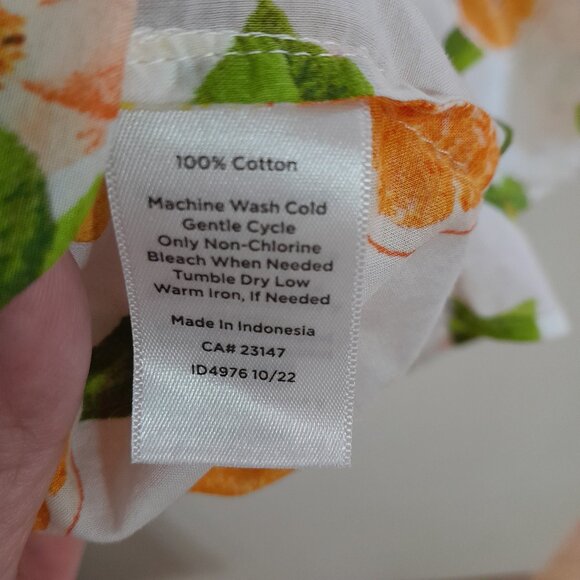 100% Cotton
Machine Wash Cold
Gentle Cycle
Only Non-Chlorine
Bleach When Needed
Tumble Dry Low
Warm Iron, If Needed
Made In Indonesia
CA# 23147
ID4976 10/22